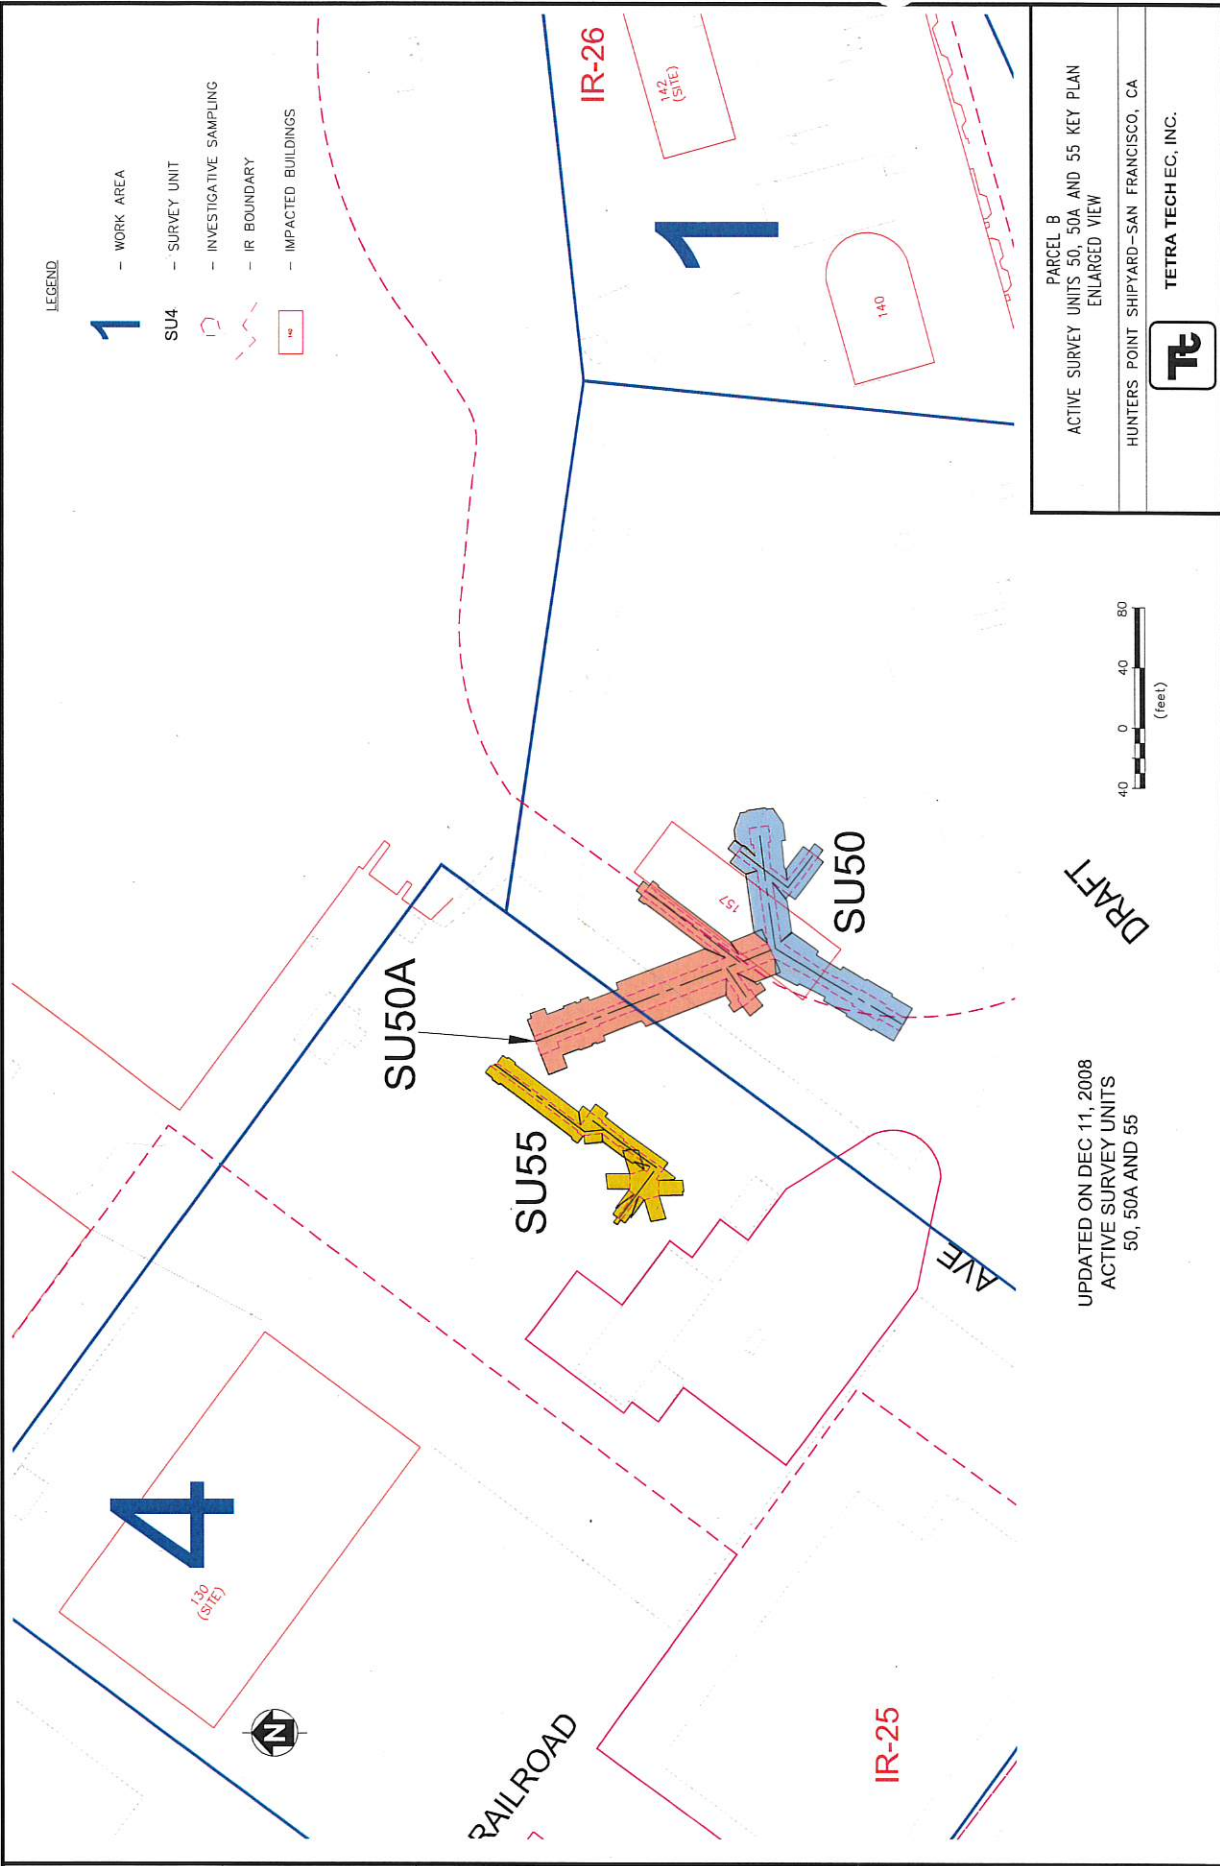 LEGEND
1 - WORK AREA
SU4 - SURVEY UNIT
- INVESTIGATIVE SAMPLING
- IR BOUNDARY
140 - IMPACTED BUILDINGS
IR-26
142
(SITE)
1
140
4
130
(SITE)
SU50A
SU55
157
SU50
RAILROAD
AVE
IR-25
N
UPDATED ON DEC 11, 2008
ACTIVE SURVEY UNITS
50, 50A AND 55
DRAFT
40 0 40 80
(feet)
PARCEL B
ACTIVE SURVEY UNITS 50, 50A AND 55 KEY PLAN
ENLARGED VIEW
HUNTERS POINT SHIPYARD-SAN FRANCISCO, CA
Tt
TETRA TECH EC, INC.